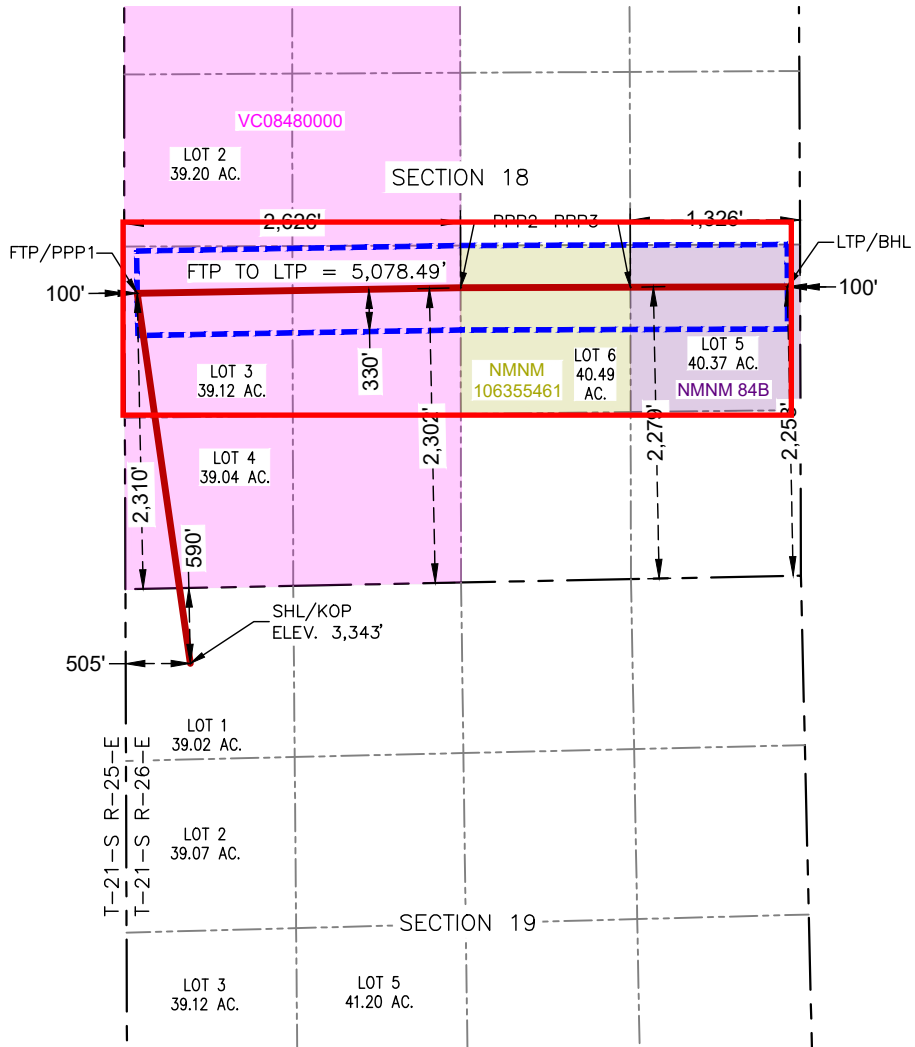 VC08480000
LOT 2
39.20 AC.
SECTION 18
2,626'
PPP2
PPP3
1,326'
FTP/PPP1
LTP/BHL
FTP TO LTP = 5,078.49'
100'
100'
LOT 3
39.12 AC.
330'
NMNM
106355461
LOT 6
40.49
AC.
LOT 5
40.37 AC.
NMNM 84B
2,302'
2,279'
LOT 4
39.04 AC.
2,310'
590'
SHL/KOP
ELEV. 3,343'
505'
LOT 1
39.02 AC.
T-21-S R-25-E
T-21-S R-26-E
LOT 2
39.07 AC.
SECTION 19
LOT 3
39.12 AC.
LOT 5
41.20 AC.